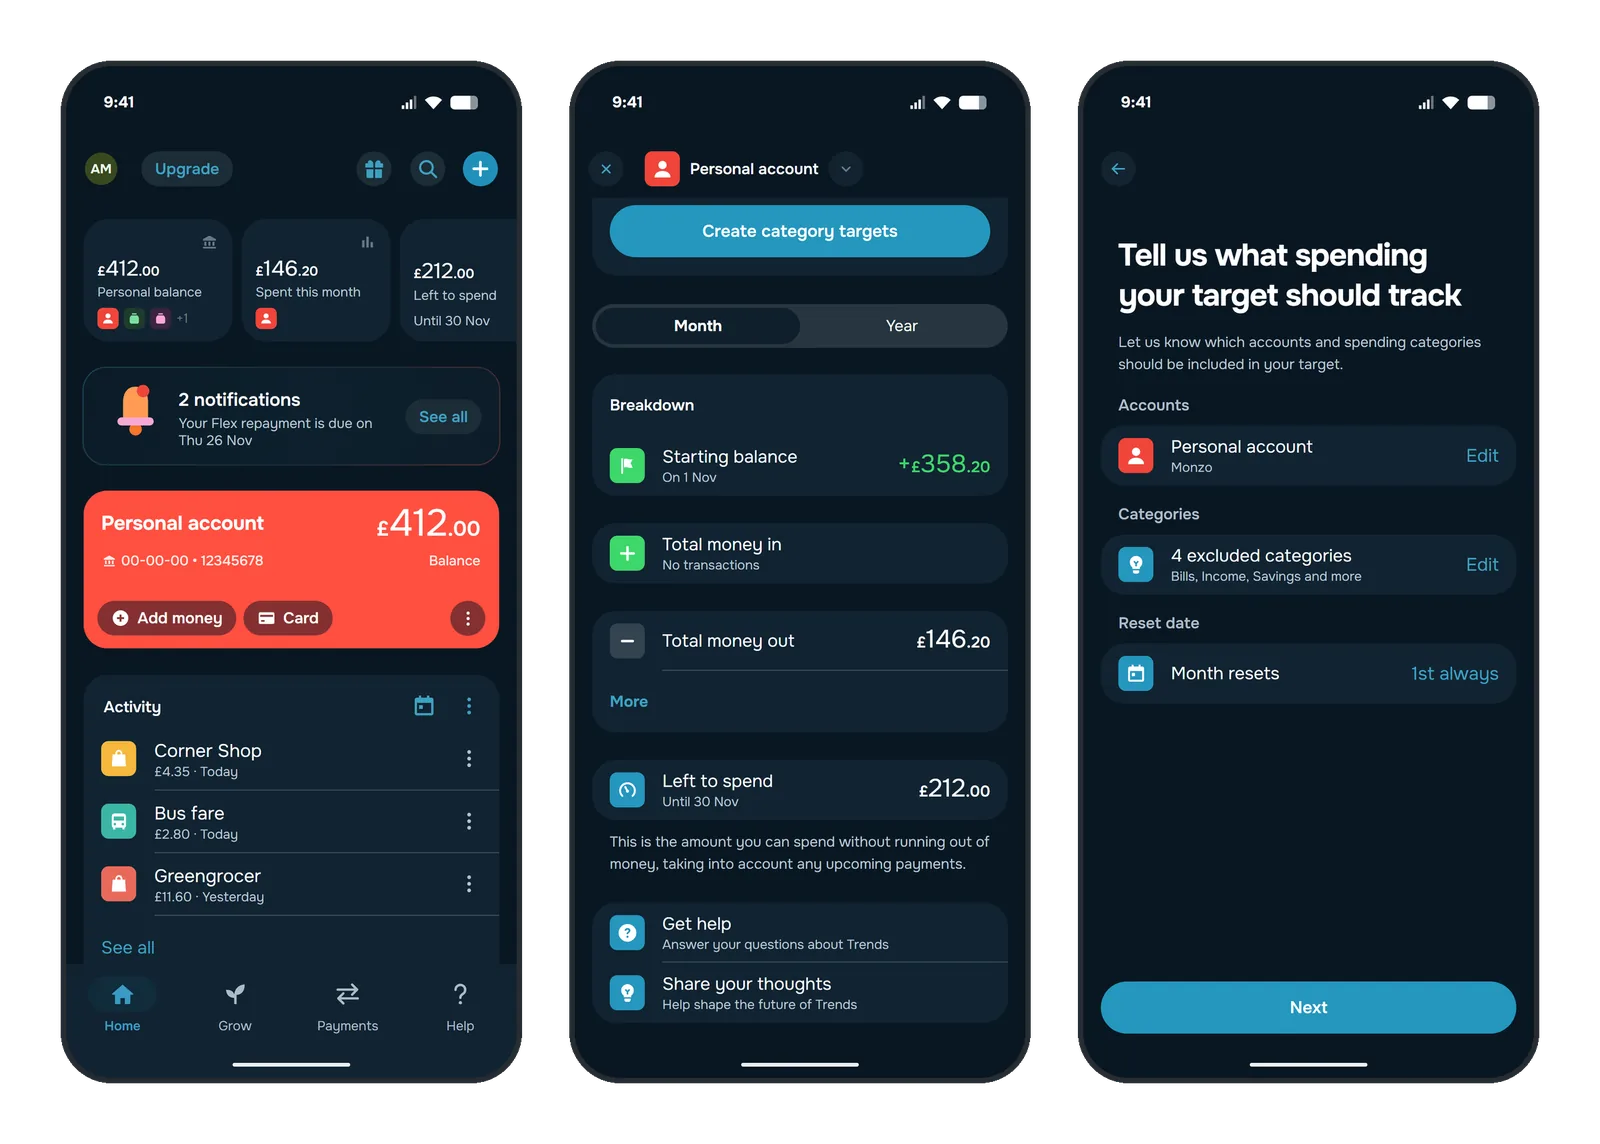 9:41
AM
Upgrade
£412.00
Personal balance
+1
£146.20
Spent this month
£212.00
Left to spend
Until 30 Nov
2 notifications
Your Flex repayment is due on
Thu 26 Nov
See all
Personal account
£412.00
00-00-00 • 12345678
Balance
Add money
Card
Activity
Corner Shop
£4.35 · Today
Bus fare
£2.80 · Today
Greengrocer
£11.60 · Yesterday
See all
Home
Grow
Payments
Help
9:41
Personal account
Create category targets
Month
Year
Breakdown
Starting balance
On 1 Nov
+£358.20
Total money in
No transactions
Total money out
£146.20
More
Left to spend
Until 30 Nov
£212.00
This is the amount you can spend without running out of
money, taking into account any upcoming payments.
Get help
Answer your questions about Trends
Share your thoughts
Help shape the future of Trends
9:41
Tell us what spending
your target should track
Let us know which accounts and spending categories
should be included in your target.
Accounts
Personal account
Monzo
Edit
Categories
4 excluded categories
Bills, Income, Savings and more
Edit
Reset date
Month resets
1st always
Next